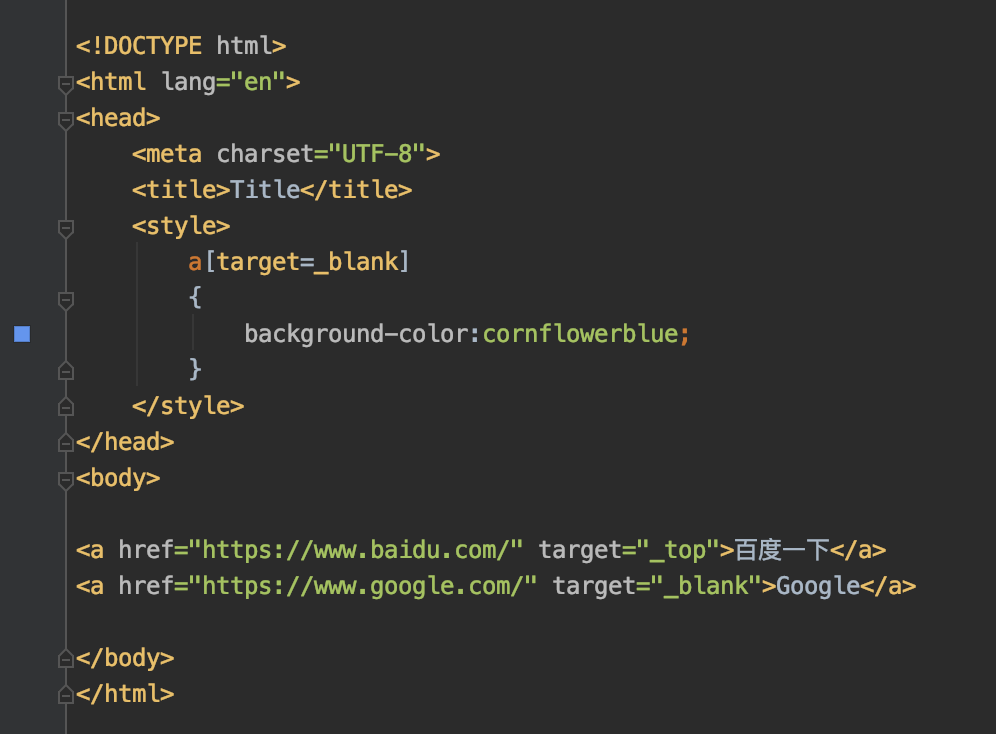 <!DOCTYPE html>
<html lang="en">
<head>
    <meta charset="UTF-8">
    <title>Title</title>
    <style>
        a[target=_blank]
        {
            background-color:cornflowerblue;
        }
    </style>
</head>
<body>

<a href="https://www.baidu.com/" target="_top">百度一下</a>
<a href="https://www.google.com/" target="_blank">Google</a>

</body>
</html>